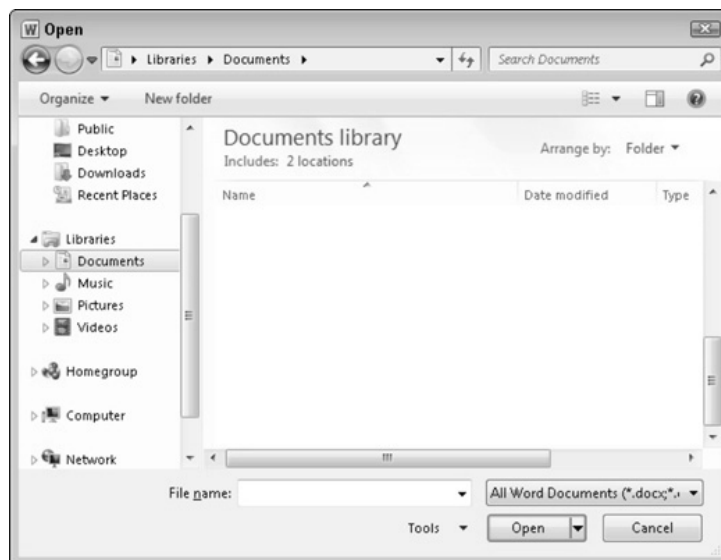 W Open
Libraries Documents
Search Documents
Organize New folder
Public
Desktop
Downloads
Recent Places
Libraries
Documents
Music
Pictures
Videos
Homegroup
Computer
Network
Documents library
Includes: 2 locations
Arrange by: Folder
Name Date modified Type
File name:
All Word Documents (*.docx;*.
Tools Open Cancel